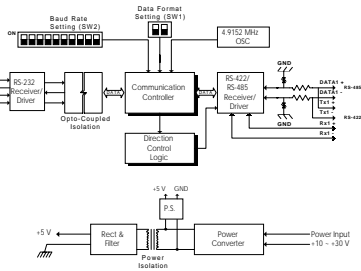 Baud Rate
Setting (SW2)
Data Format
Setting (SW1)
ON
4.9152 MHz
OSC
RS-232
Receiver/
Driver
Opto-Coupled
Isolation
DATA
Communication
Controller
DATA
RS-422/
RS-485
Receiver/
Driver
GND
GND
DATA1 +
DATA1 -
RS-485
Tx1 +
Tx1 -
RS-422
Rx1 +
Rx1 -
Direction
Control
Logic
+5 V GND
P.S.
+5 V
Rect &
Filter
Power
Isolation
Power
Converter
Power Input
+10 ~ +30 V